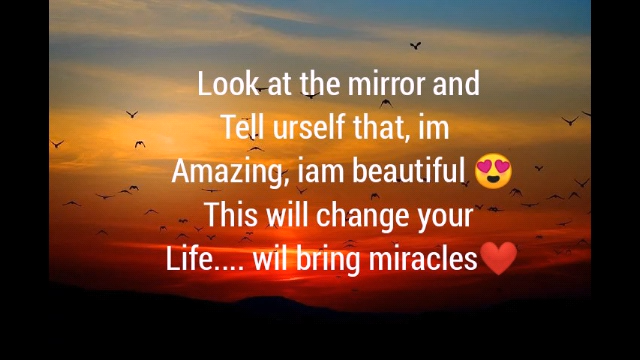 Look at the mirror and
Tell urself that, im
Amazing, iam beautiful 😍
This will change your
Life.... wil bring miracles❤️